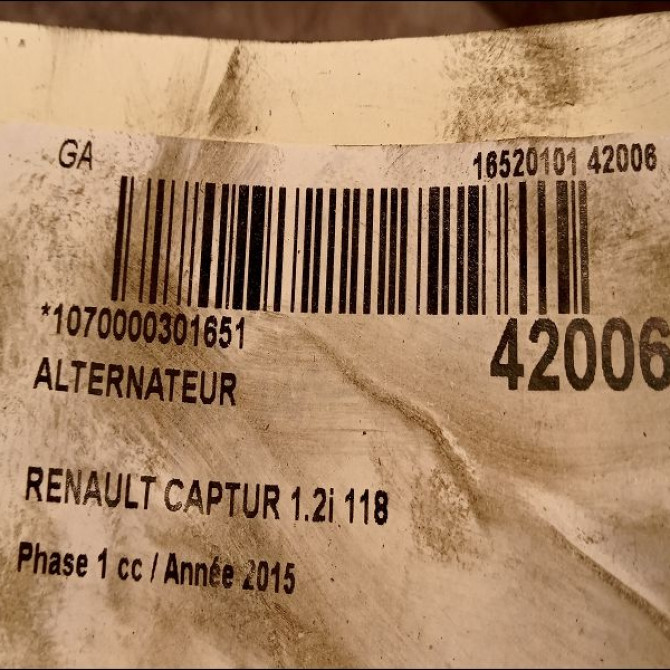 GA
16520101 42006
*1070000301651
42006
ALTERNATEUR
RENAULT CAPTUR 1.2i 118
Phase 1 cc / Année 2015